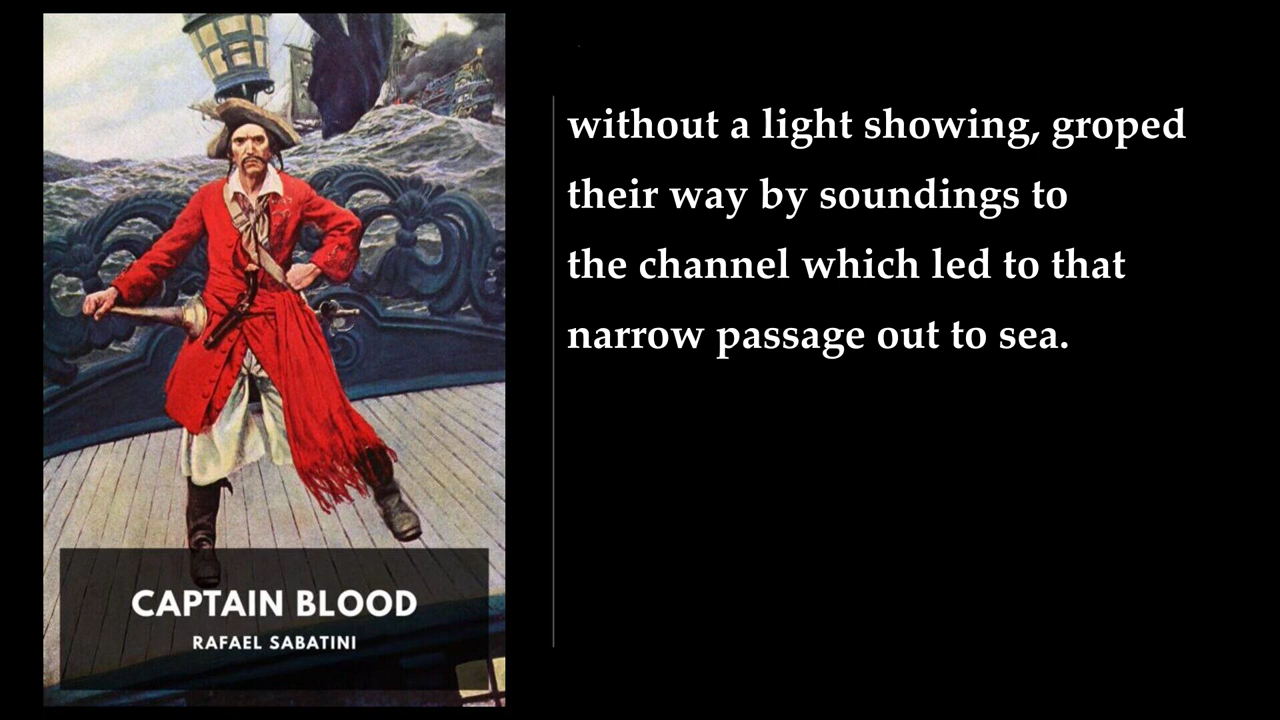 CAPTAIN BLOOD
RAFAEL SABATINI
without a light showing, groped
their way by soundings to
the channel which led to that
narrow passage out to sea.